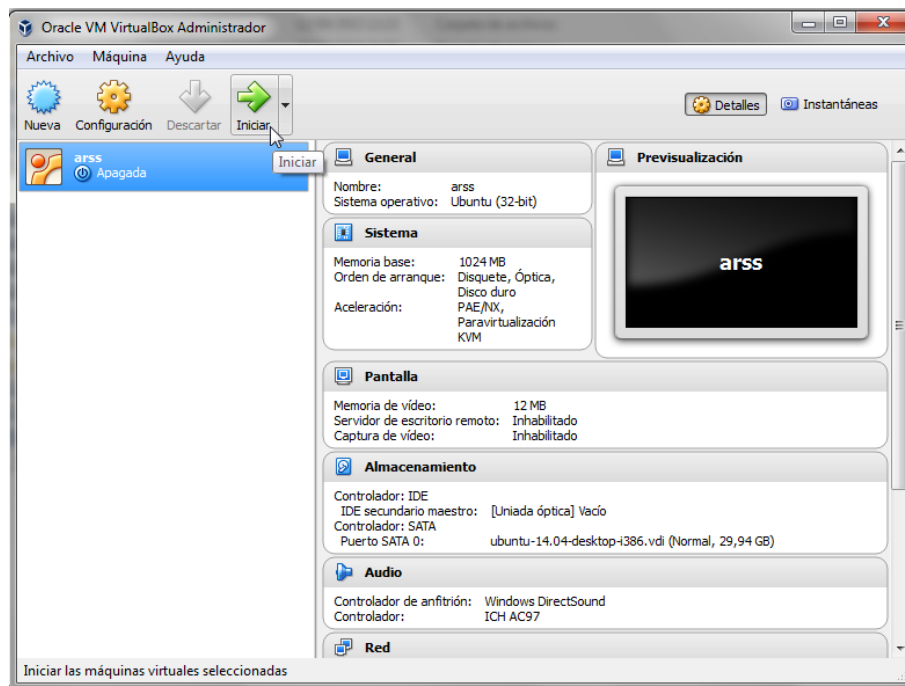 Oracle VM VirtualBox Administrador
Archivo Máquina Ayuda
Nueva Configuración Descartar Iniciar
Detalles Instantáneas
arss
Apagada
Iniciar
General
Nombre: arss
Sistema operativo: Ubuntu (32-bit)
Previsualización
arss
Sistema
Memoria base: 1024 MB
Orden de arranque: Disquete, Óptica,
Disco duro
Aceleración: PAE/NX,
Paravirtualización
KVM
Pantalla
Memoria de vídeo: 12 MB
Servidor de escritorio remoto: Inhabilitado
Captura de vídeo: Inhabilitado
Almacenamiento
Controlador: IDE
IDE secundario maestro: [Uniada óptica] Vacío
Controlador: SATA
Puerto SATA 0: ubuntu-14.04-desktop-i386.vdi (Normal, 29,94 GB)
Audio
Controlador de anfitrión: Windows DirectSound
Controlador: ICH AC97
Red
Iniciar las máquinas virtuales seleccionadas